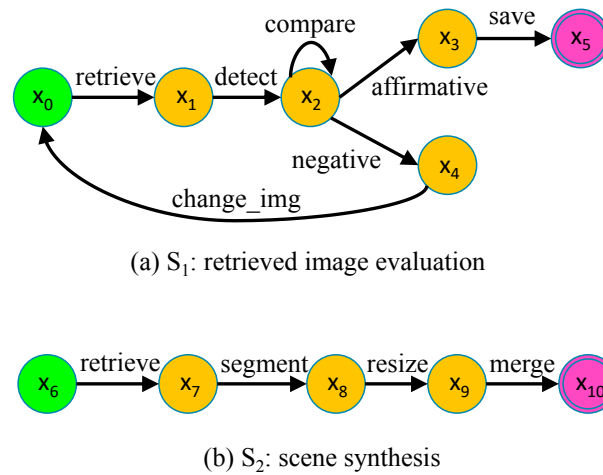 compare
save
x₃
x₅
retrieve
detect
x₀
x₁
x₂
affirmative
negative
x₄
change_img
(a) S₁: retrieved image evaluation
retrieve
segment
resize
merge
x₆
x₇
x₈
x₉
x₁₀
(b) S₂: scene synthesis